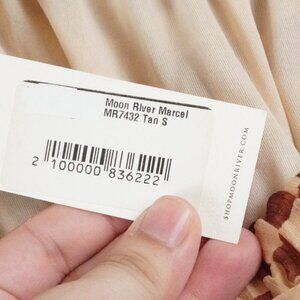 Moon River Marcel
MR7432 Tan S
2 100000 836222
SHOPMOONRIVER.COM